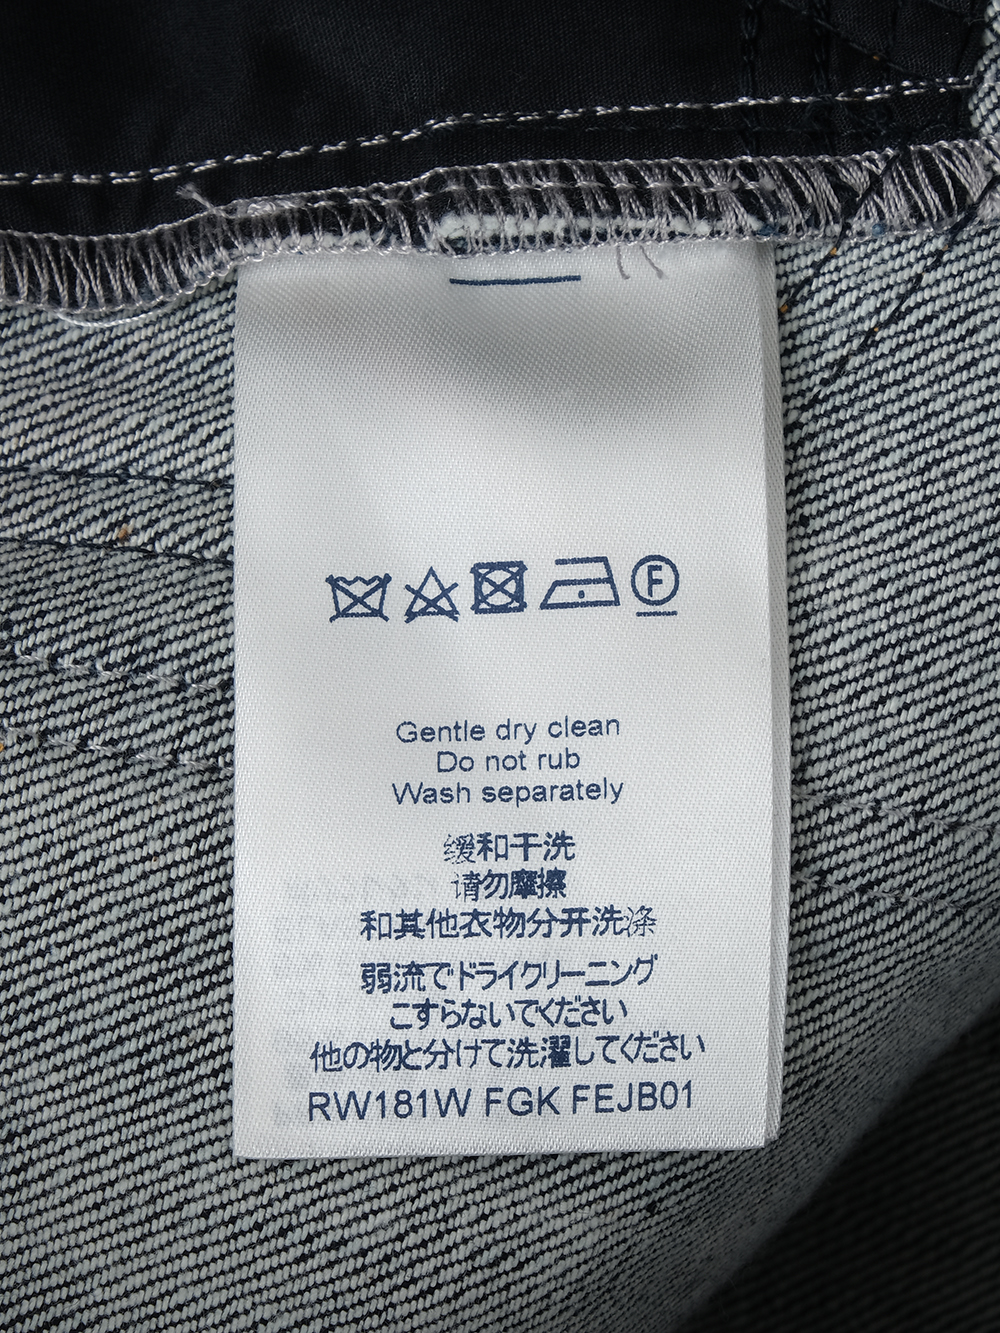 F
Gentle dry clean
Do not rub
Wash separately
缓和干洗
请勿摩擦
和其他衣物分开洗涤
弱流でドライクリーニング
こすらないでください
他の物と分けて洗濯してください
RW181W FGK FEJB01